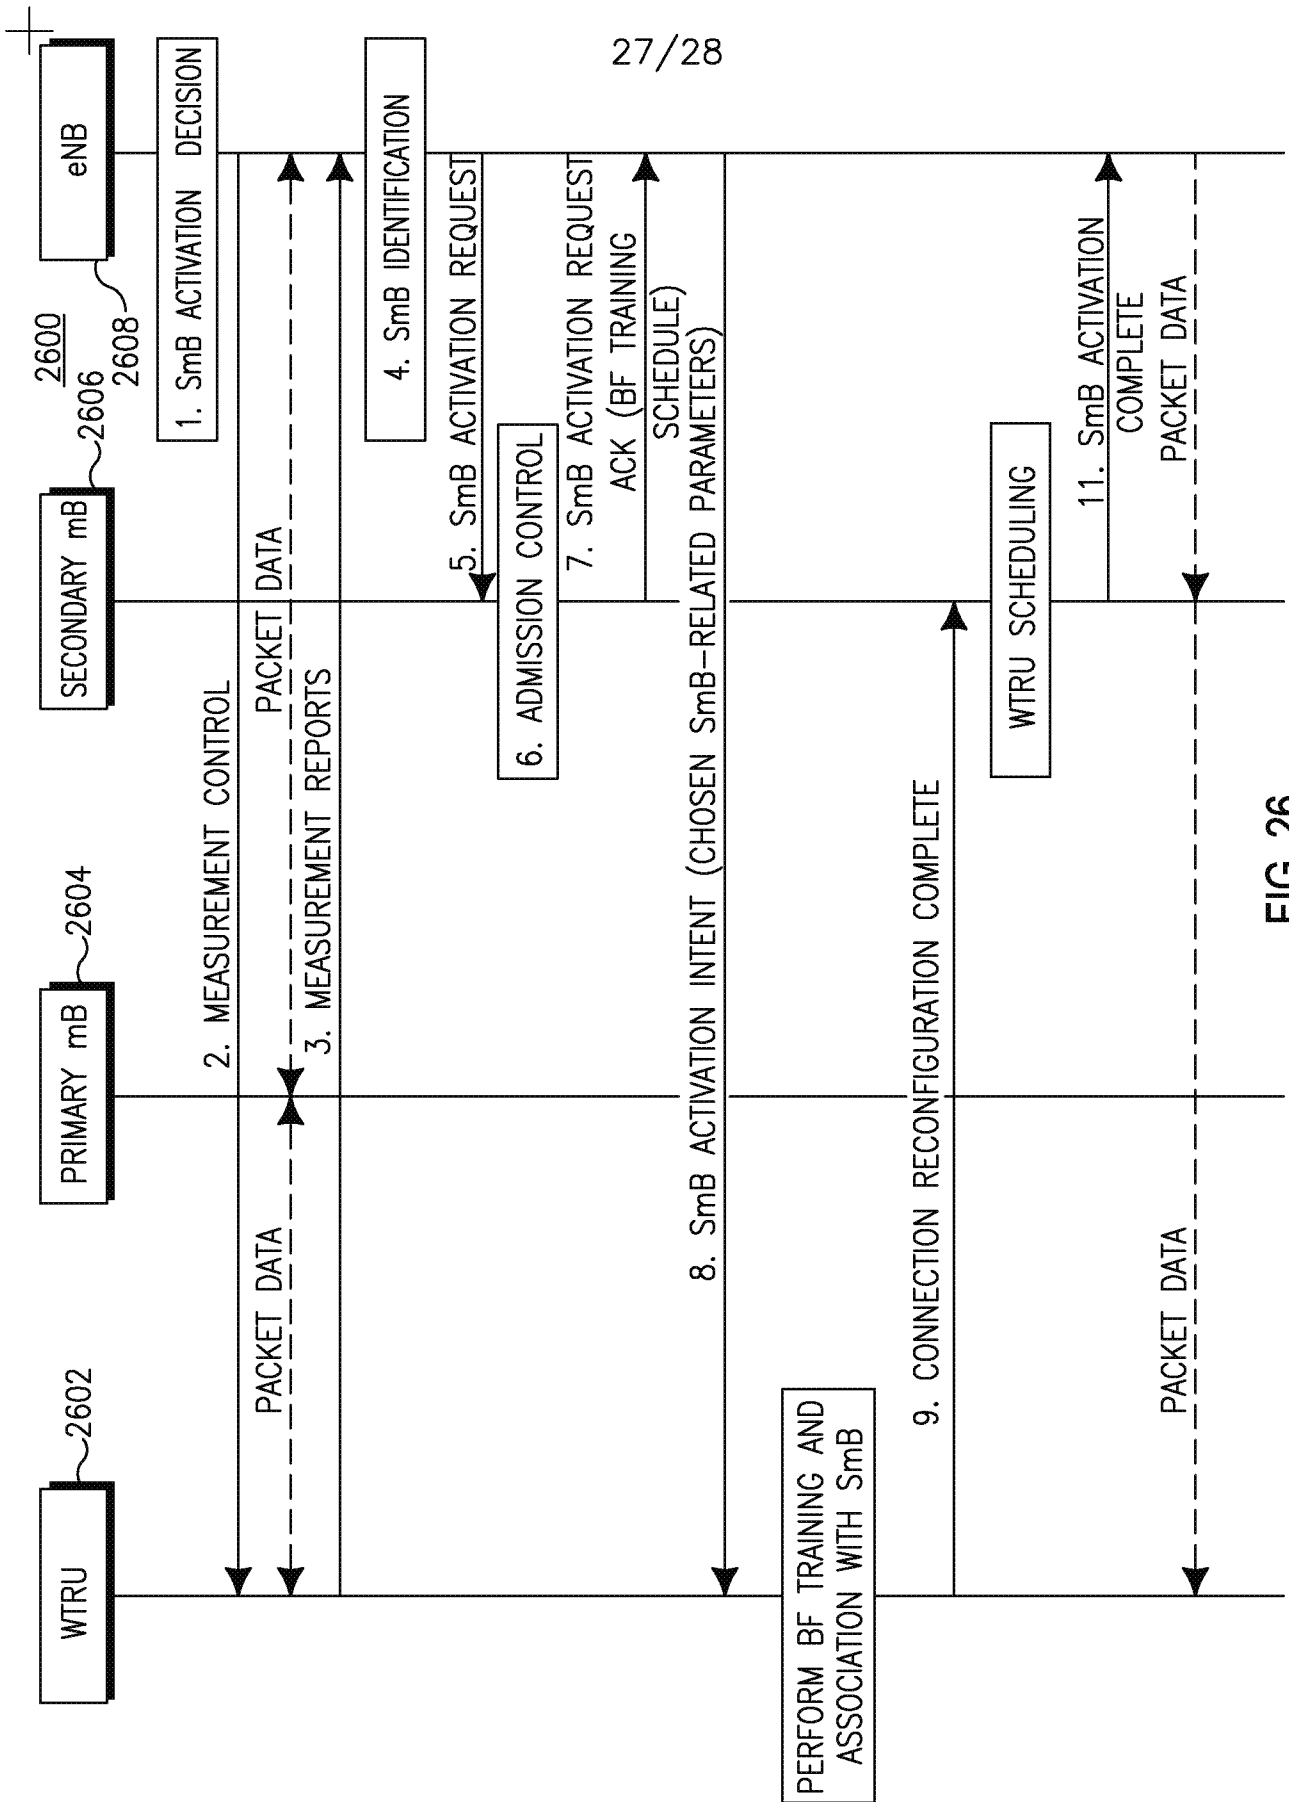 27/28
2600
WTRU
2602
PRIMARY mB
2604
SECONDARY mB
2606
eNB
2608
1. SmB ACTIVATION DECISION
2. MEASUREMENT CONTROL
PACKET DATA
PACKET DATA
3. MEASUREMENT REPORTS
4. SmB IDENTIFICATION
5. SmB ACTIVATION REQUEST
6. ADMISSION CONTROL
7. SmB ACTIVATION REQUEST
ACK (BF TRAINING
SCHEDULE)
8. SmB ACTIVATION INTENT (CHOSEN SmB-RELATED PARAMETERS)
PERFORM BF TRAINING AND
ASSOCIATION WITH SmB
9. CONNECTION RECONFIGURATION COMPLETE
WTRU SCHEDULING
11. SmB ACTIVATION
COMPLETE
PACKET DATA
PACKET DATA
FIG. 26